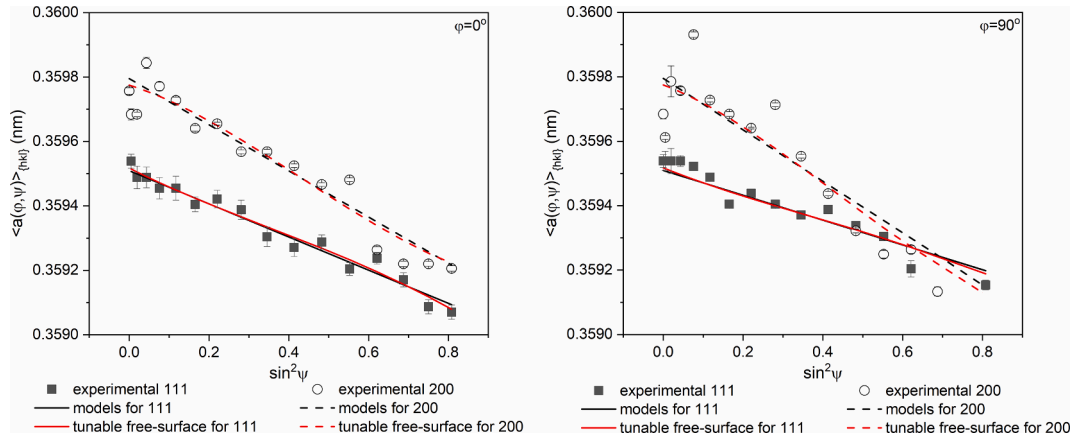 φ=0°
0.3600
0.3598
0.3596
0.3594
0.3592
0.3590
<a(φ,ψ)>{hkl} (nm)
0.0 0.2 0.4 0.6 0.8
sin²ψ
experimental 111 experimental 200
models for 111 models for 200
tunable free-surface for 111 tunable free-surface for 200
φ=90°
0.3600
0.3598
0.3596
0.3594
0.3592
0.3590
<a(φ,ψ)>{hkl} (nm)
0.0 0.2 0.4 0.6 0.8
sin²ψ
experimental 111 experimental 200
models for 111 models for 200
tunable free-surface for 111 tunable free-surface for 200